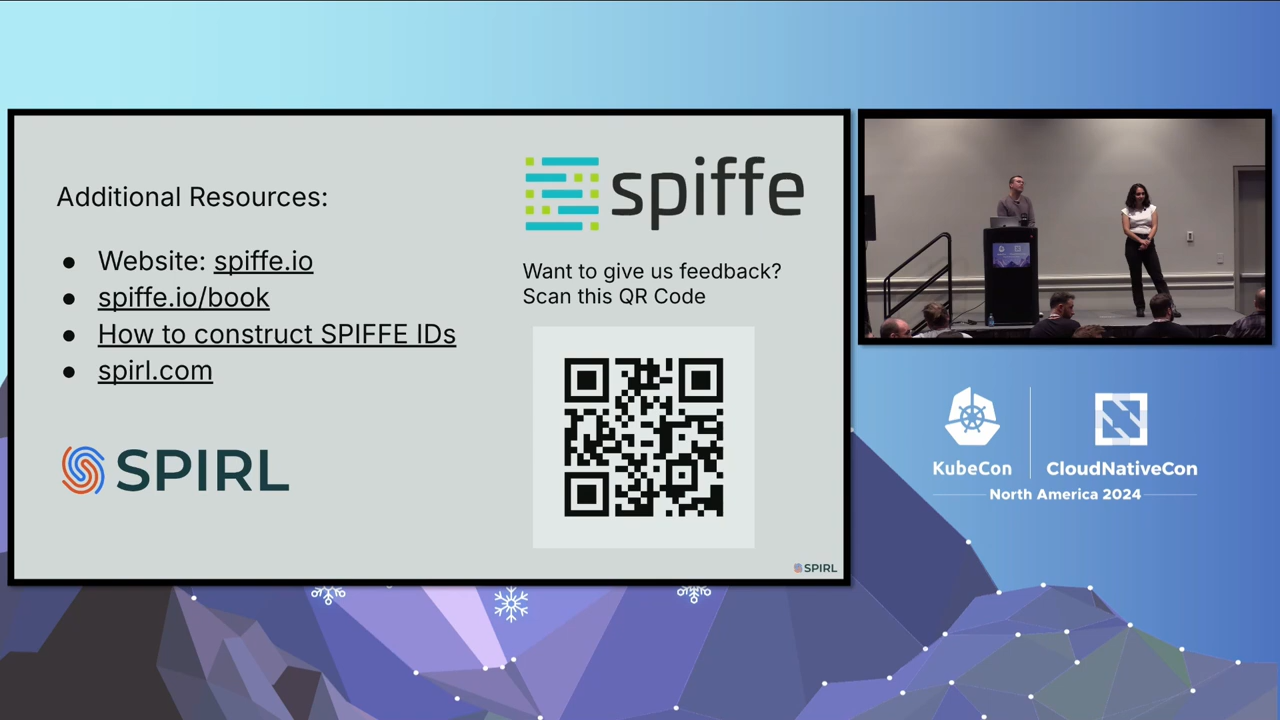 Additional Resources:
Website: spiffe.io
spiffe.io/book
How to construct SPIFFE IDs
spirl.com
SPIRL
spiffe
Want to give us feedback?
Scan this QR Code
SPIRL
KubeCon
CloudNativeCon
North America 2024